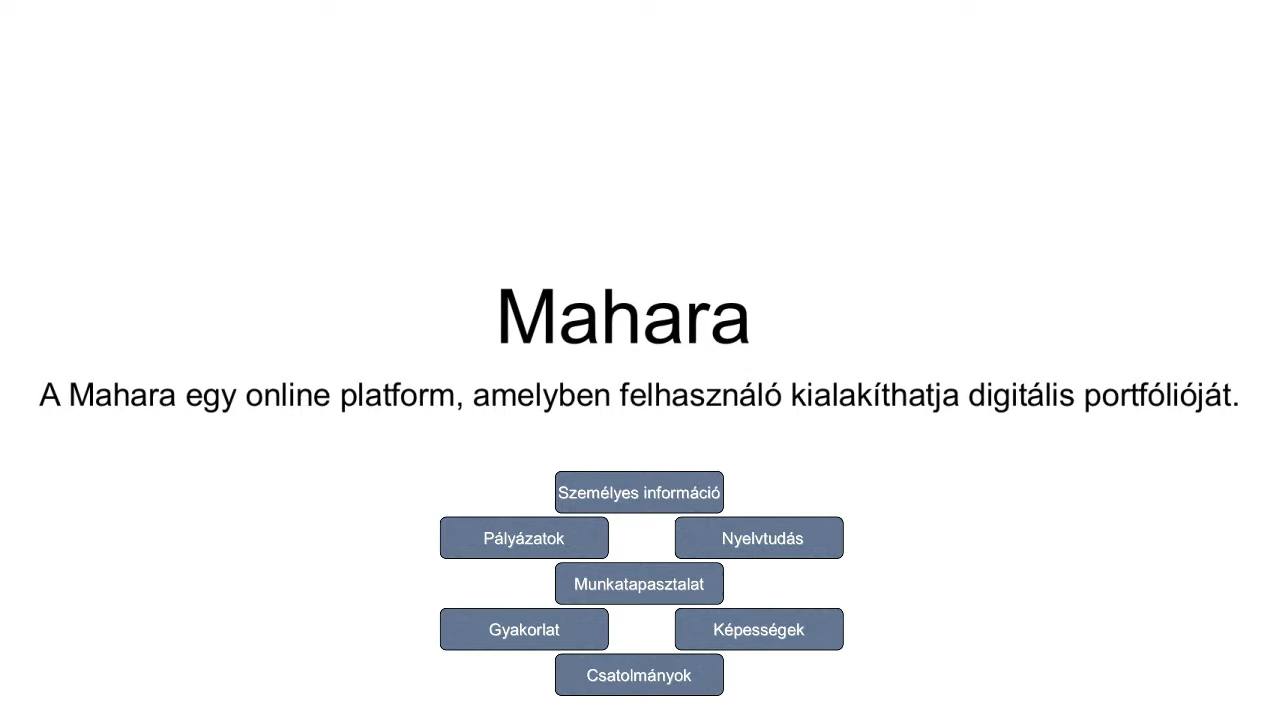 Mahara
A Mahara egy online platform, amelyben felhasználó kialakíthatja digitális portfólióját.
Személyes információ
Pályázatok
Nyelvtudás
Munkatapasztalat
Gyakorlat
Képességek
Csatolmányok